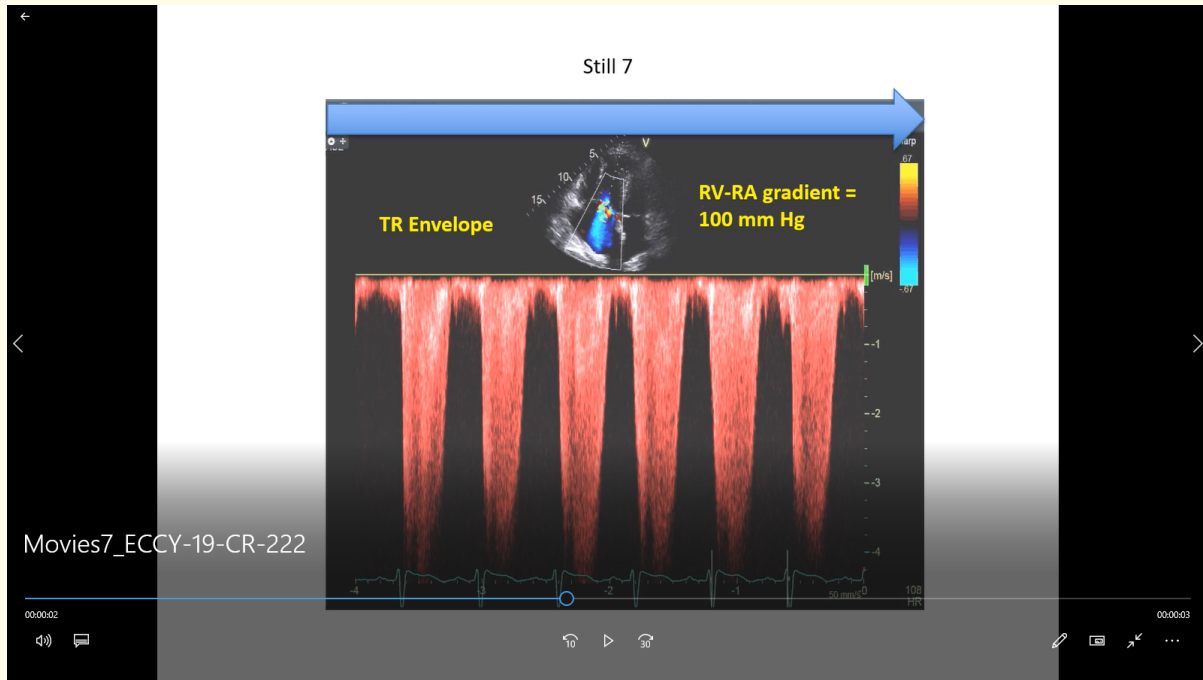 Still 7
V
5
10
15
TR Envelope
RV-RA gradient =
100 mm Hg
.67
-.67
[m/s]
-1
-2
-3
-4
-4
-3
-2
-1
50 mm/s
0
108
HR
Movies7_ECCY-19-CR-222
00:00:02
00:00:03
10
30